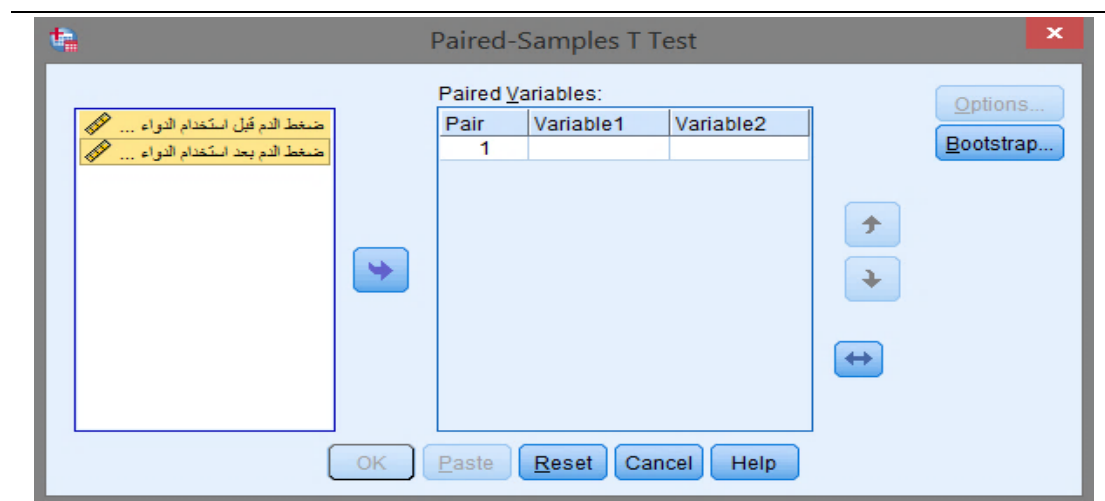 Paired-Samples T Test
Paired Variables:
Pair Variable1 Variable2
1
ضغط الدم قبل استخدام الدواء ...
ضغط الدم بعد استخدام الدواء ...
Options...
Bootstrap...
OK Paste Reset Cancel Help